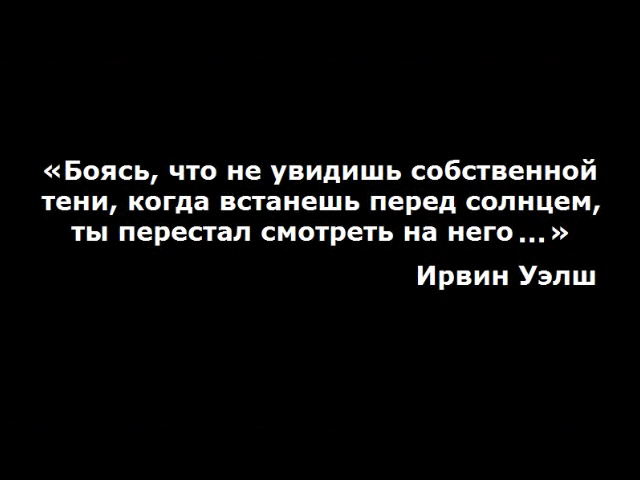 «Боясь, что не увидишь собственной
тени, когда встанешь перед солнцем,
ты перестал смотреть на него ...»
Ирвин Уэлш